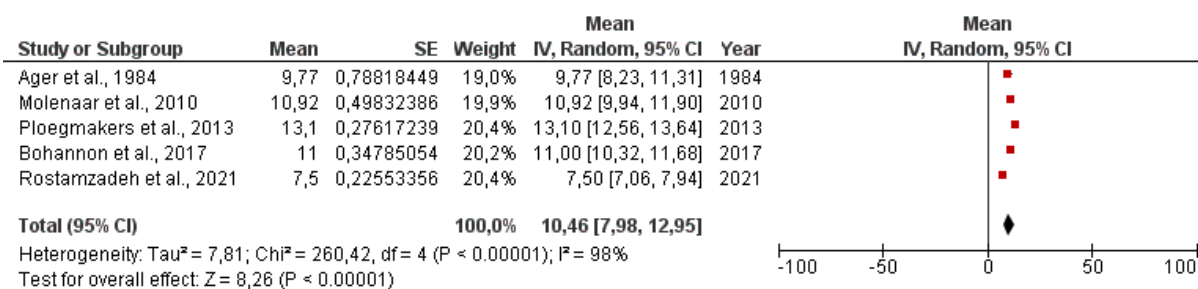 Mean Mean
Study or Subgroup Mean SE Weight IV, Random, 95% CI Year IV, Random, 95% CI
Ager et al., 1984 9,77 0,78818449 19,0% 9,77 [8,23, 11,31] 1984
Molenaar et al., 2010 10,92 0,49832386 19,9% 10,92 [9,94, 11,90] 2010
Ploegmakers et al., 2013 13,1 0,27617239 20,4% 13,10 [12,56, 13,64] 2013
Bohannon et al., 2017 11 0,34785054 20,2% 11,00 [10,32, 11,68] 2017
Rostamzadeh et al., 2021 7,5 0,22553356 20,4% 7,50 [7,06, 7,94] 2021
Total (95% CI) 100,0% 10,46 [7,98, 12,95]
Heterogeneity: Tau² = 7,81; Chi² = 260,42, df = 4 (P < 0.00001); I² = 98%
Test for overall effect: Z = 8,26 (P < 0.00001)
-100 -50 0 50 100